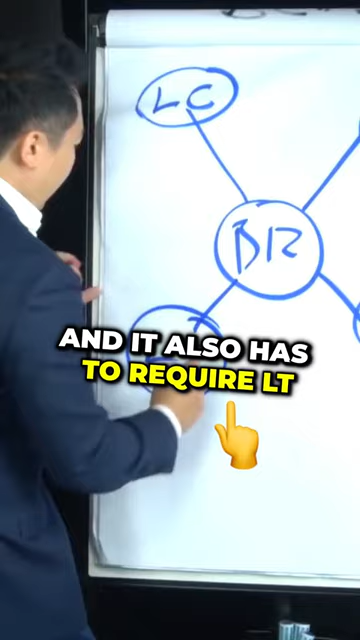 LC
BR
AND IT ALSO HAS
TO REQUIRE LT